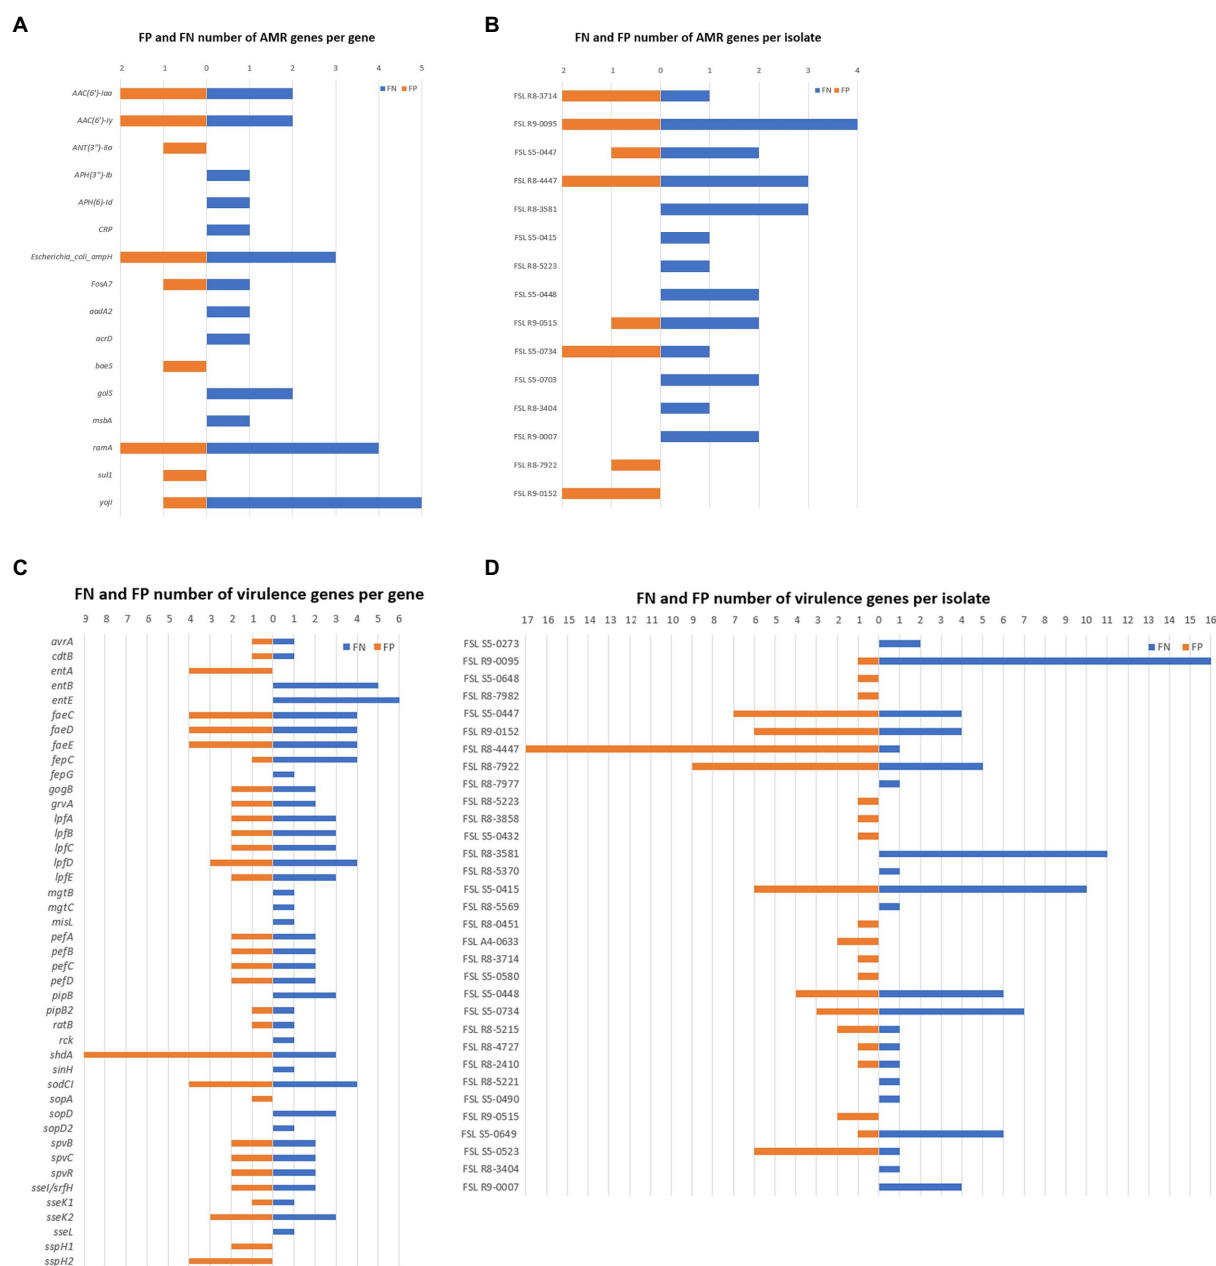 A
FP and FN number of AMR genes per gene
2 1 0 1 2 3 4 5
FN FP
AAC(6')-Iaa
AAC(6')-Iy
ANT(3")-IIa
APH(3")-Ib
APH(6)-Id
CRP
Escherichia_coli_ampH
FosA7
aadA2
acrD
baeS
golS
msbA
ramA
sul1
yojI
B
FN and FP number of AMR genes per isolate
2 1 0 1 2 3 4
FN FP
FSL R8-3714
FSL R9-0095
FSL S5-0447
FSL R8-4447
FSL R8-3581
FSL S5-0415
FSL R8-5223
FSL S5-0448
FSL R9-0515
FSL S5-0734
FSL S5-0703
FSL R8-3404
FSL R9-0007
FSL R8-7922
FSL R9-0152
C
FN and FP number of virulence genes per gene
9 8 7 6 5 4 3 2 1 0 1 2 3 4 5 6
FN FP
avrA
cdtB
entA
entB
entE
faeC
faeD
faeE
fepC
fepG
gogB
grvA
lpfA
lpfB
lpfC
lpfD
lpfE
mgtB
mgtC
misL
pefA
pefB
pefC
pefD
pipB
pipB2
ratB
rck
shdA
sinH
sodCI
sopA
sopD
sopD2
spvB
spvC
spvR
sseI/srfH
sseK1
sseK2
sseL
sspH1
sspH2
D
FN and FP number of virulence genes per isolate
17 16 15 14 13 12 11 10 9 8 7 6 5 4 3 2 1 0 1 2 3 4 5 6 7 8 9 10 11 12 13 14 15 16
FN FP
FSL S5-0273
FSL R9-0095
FSL S5-0648
FSL R8-7982
FSL S5-0447
FSL R9-0152
FSL R8-4447
FSL R8-7922
FSL R8-7977
FSL R8-5223
FSL R8-3858
FSL S5-0432
FSL R8-3581
FSL R8-5370
FSL S5-0415
FSL R8-5569
FSL R8-0451
FSL A4-0633
FSL R8-3714
FSL S5-0580
FSL S5-0448
FSL S5-0734
FSL R8-5215
FSL R8-4727
FSL R8-2410
FSL R8-5221
FSL S5-0490
FSL R9-0515
FSL S5-0649
FSL S5-0523
FSL R8-3404
FSL R9-0007